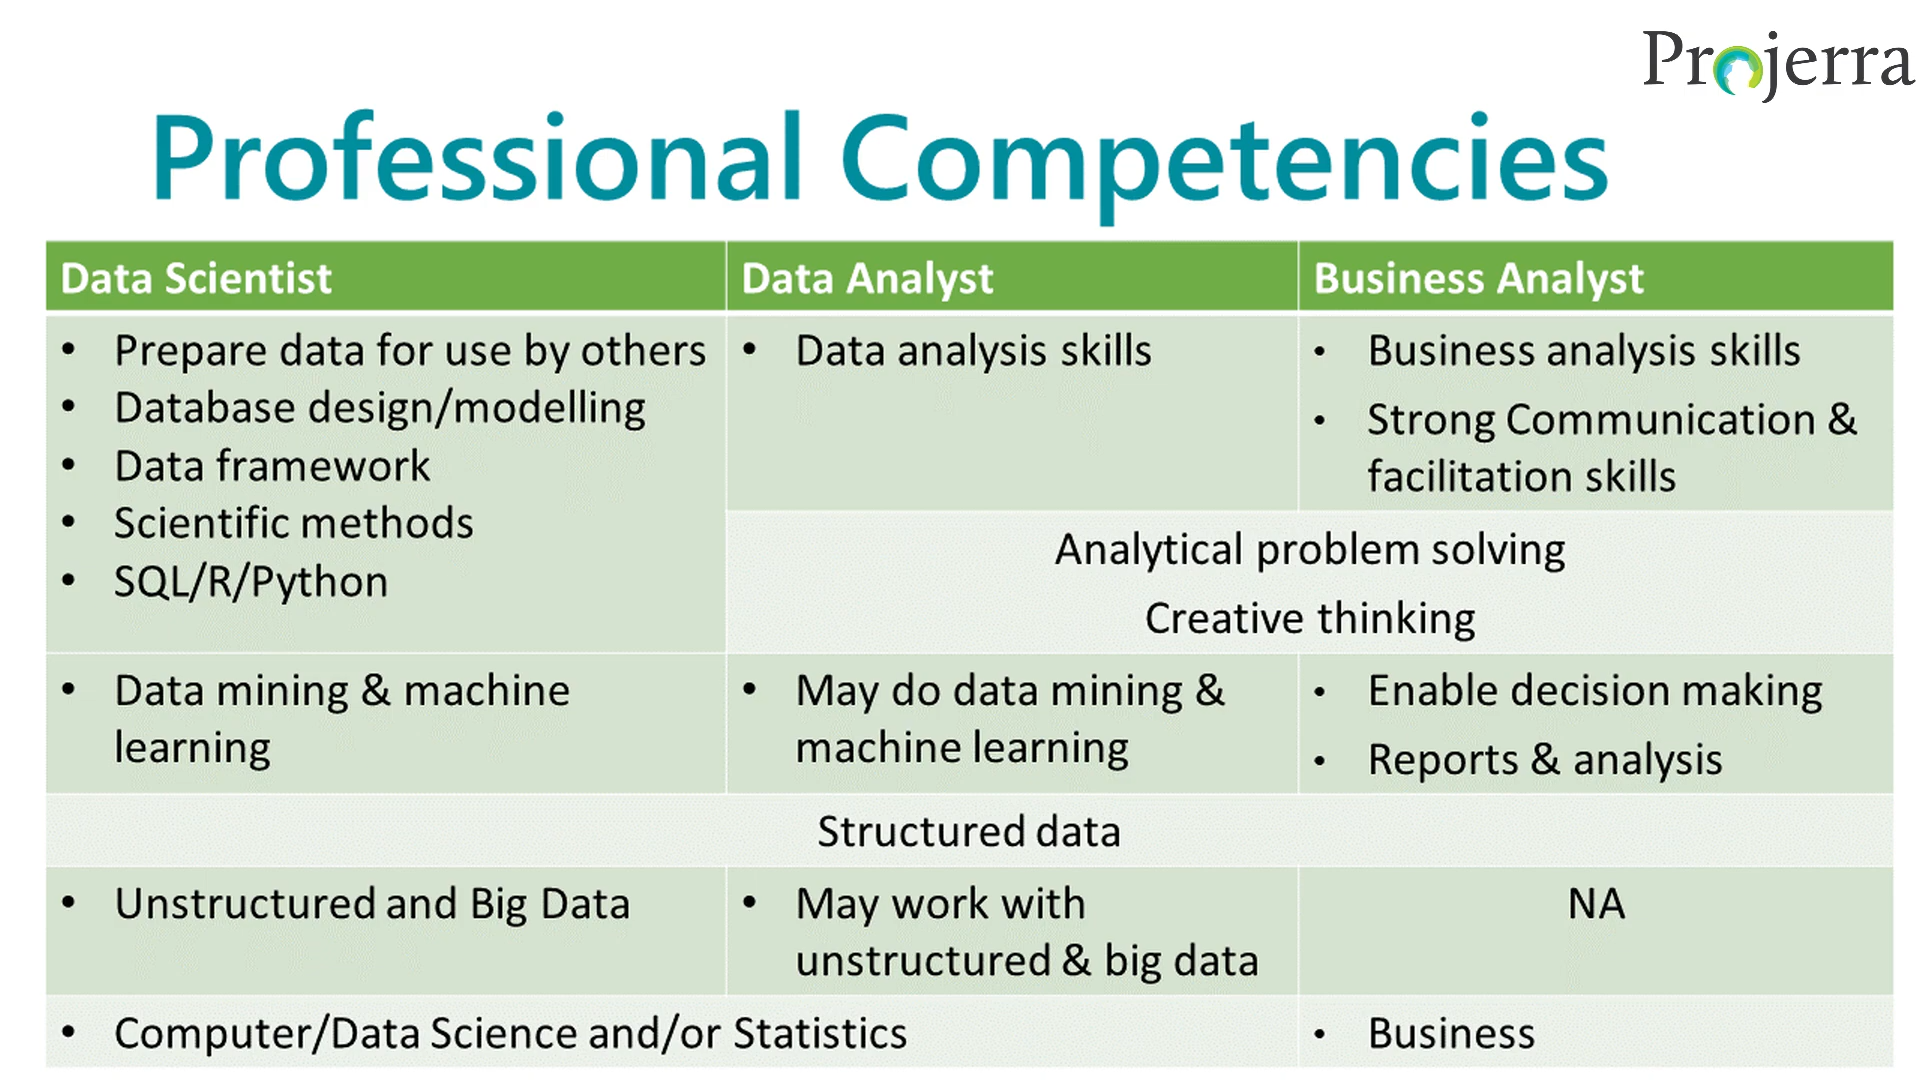 Projerra
Professional Competencies
Data Scientist
Data Analyst
Business Analyst
• Prepare data for use by others
• Database design/modelling
• Data framework
• Scientific methods
• SQL/R/Python
• Data analysis skills
• Business analysis skills
• Strong Communication &
facilitation skills
Analytical problem solving
Creative thinking
• Data mining & machine
learning
• May do data mining &
machine learning
• Enable decision making
• Reports & analysis
Structured data
• Unstructured and Big Data
• May work with
unstructured & big data
NA
• Computer/Data Science and/or Statistics
• Business